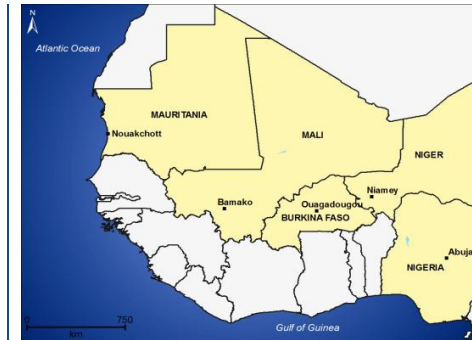 N
Atlantic Ocean
MAURITANIA
Nouakchott
MALI
NIGER
Niamey
Bamako
Ouagadougou
BURKINA FASO
Abuja
NIGERIA
0 750
km
Gulf of Guinea